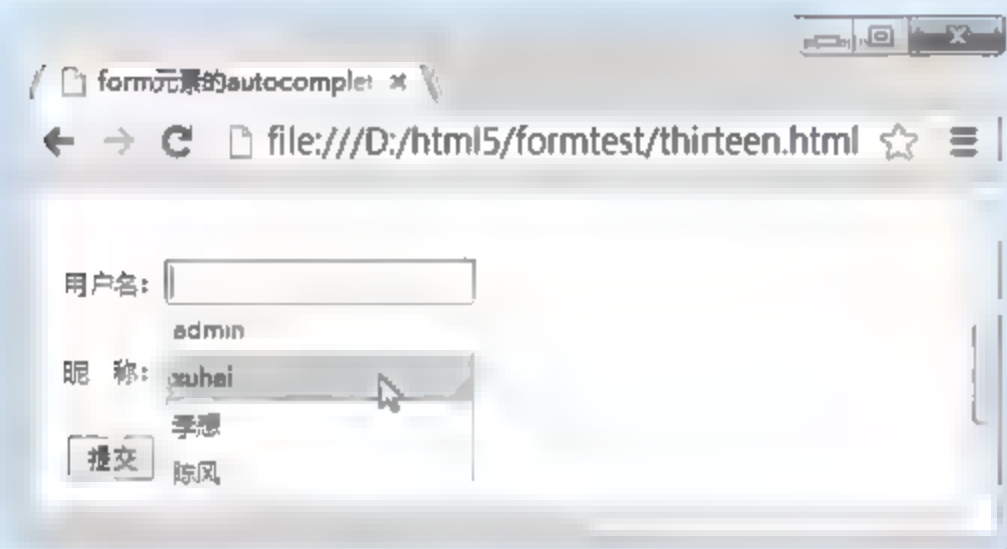 form元素的autocomplet
file:///D:/html5/formtest/thirteen.html
用户名：
admin
昵 称：
xuhai
李想
提交
陈风